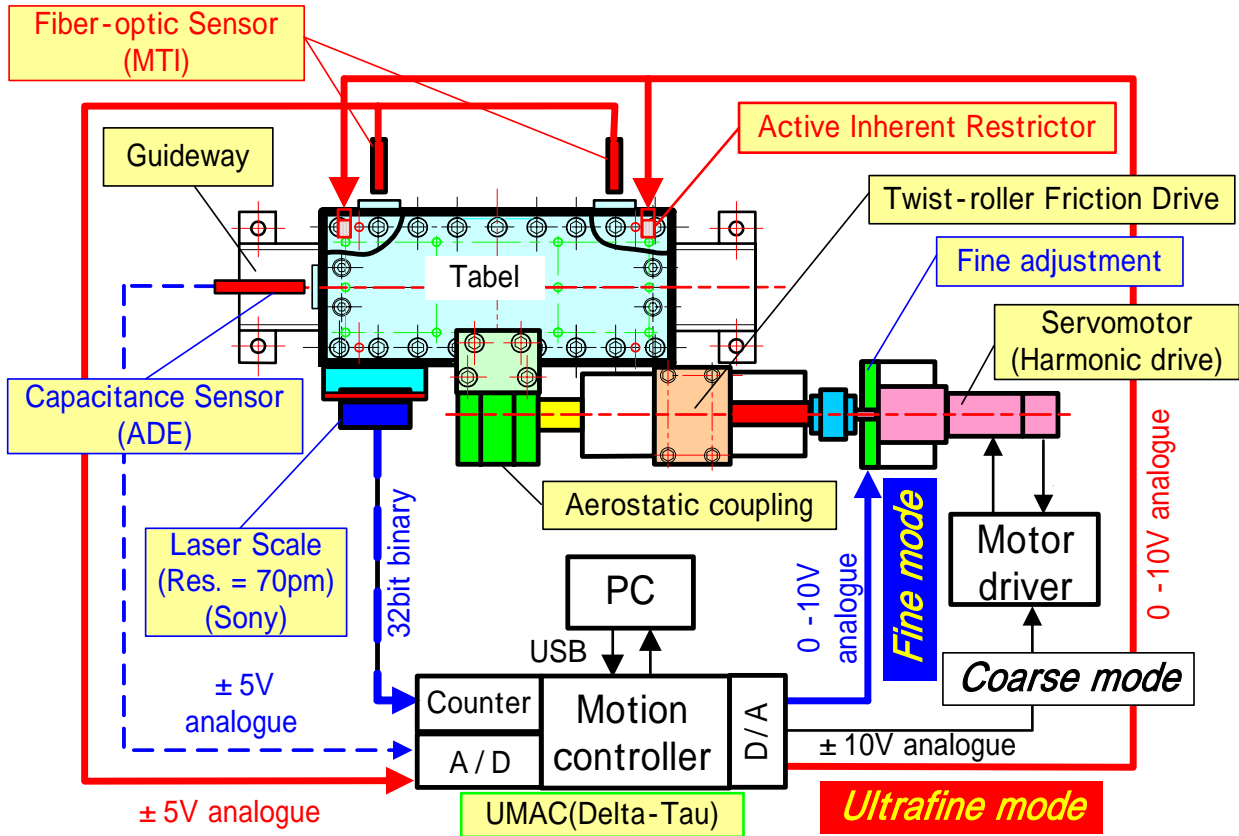 Fiber-optic Sensor
(MTI)
Guideway
Active Inherent Restrictor
Twist-roller Friction Drive
Fine adjustment
Servomotor
(Harmonic drive)
Tabel
Capacitance Sensor
(ADE)
Aerostatic coupling
Laser Scale
(Res. = 70pm)
(Sony)
32bit binary
PC
USB
0 -10V
analogue
Fine mode
Motor
driver
0 -10V analogue
Coarse mode
± 5V
analogue
Counter
A / D
Motion
controller
D / A
± 10V analogue
± 5V analogue
UMAC(Delta-Tau)
Ultrafine mode